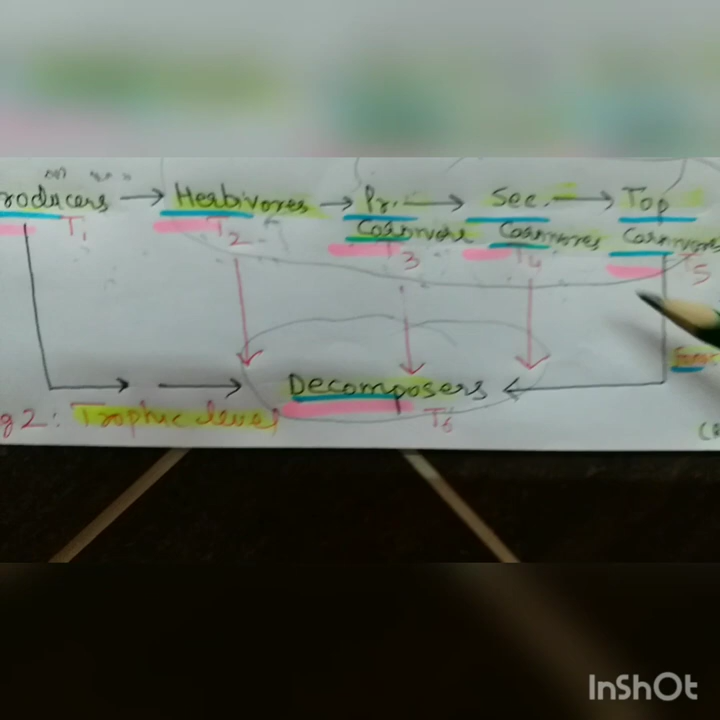 roducers → Herbivores → Pr. → Sec. → Top
Carnivore Carnivores Carnivores
T1 T2 T3 T4 T5
Decomposers
g 2: Trophic level T6
InShOt